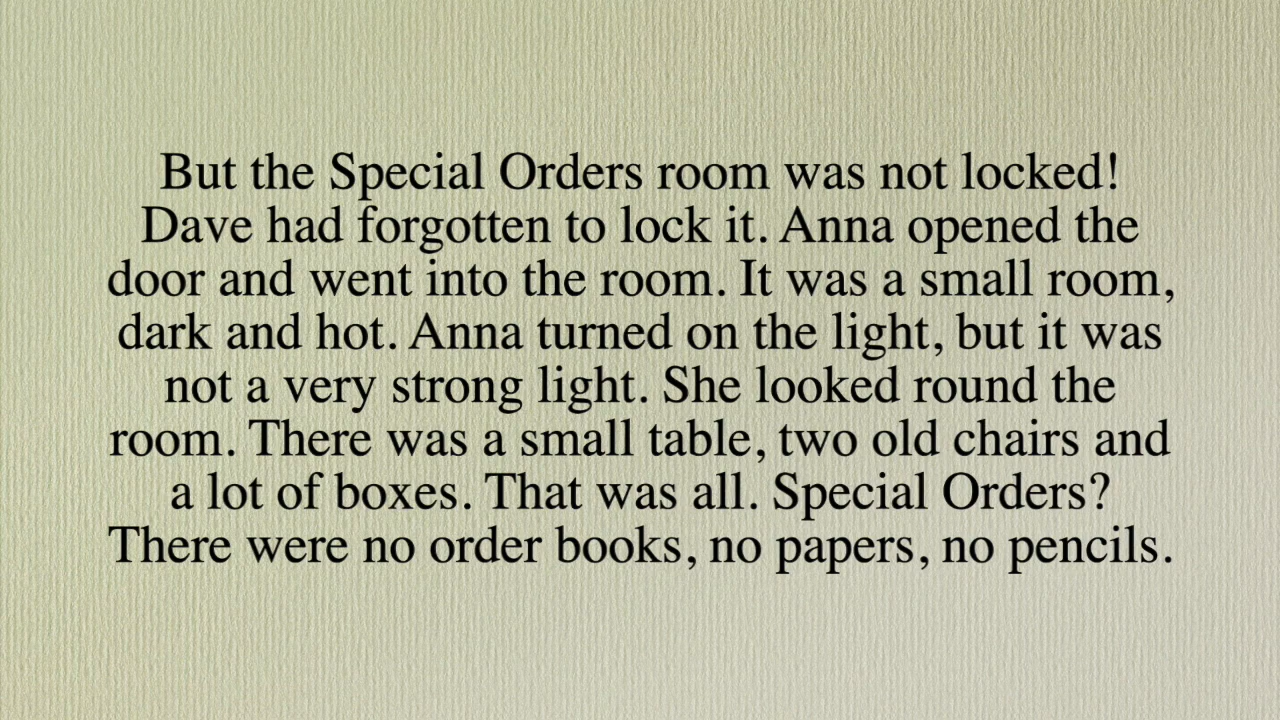 But the Special Orders room was not locked!
Dave had forgotten to lock it. Anna opened the
door and went into the room. It was a small room,
dark and hot. Anna turned on the light, but it was
not a very strong light. She looked round the
room. There was a small table, two old chairs and
a lot of boxes. That was all. Special Orders?
There were no order books, no papers, no pencils.